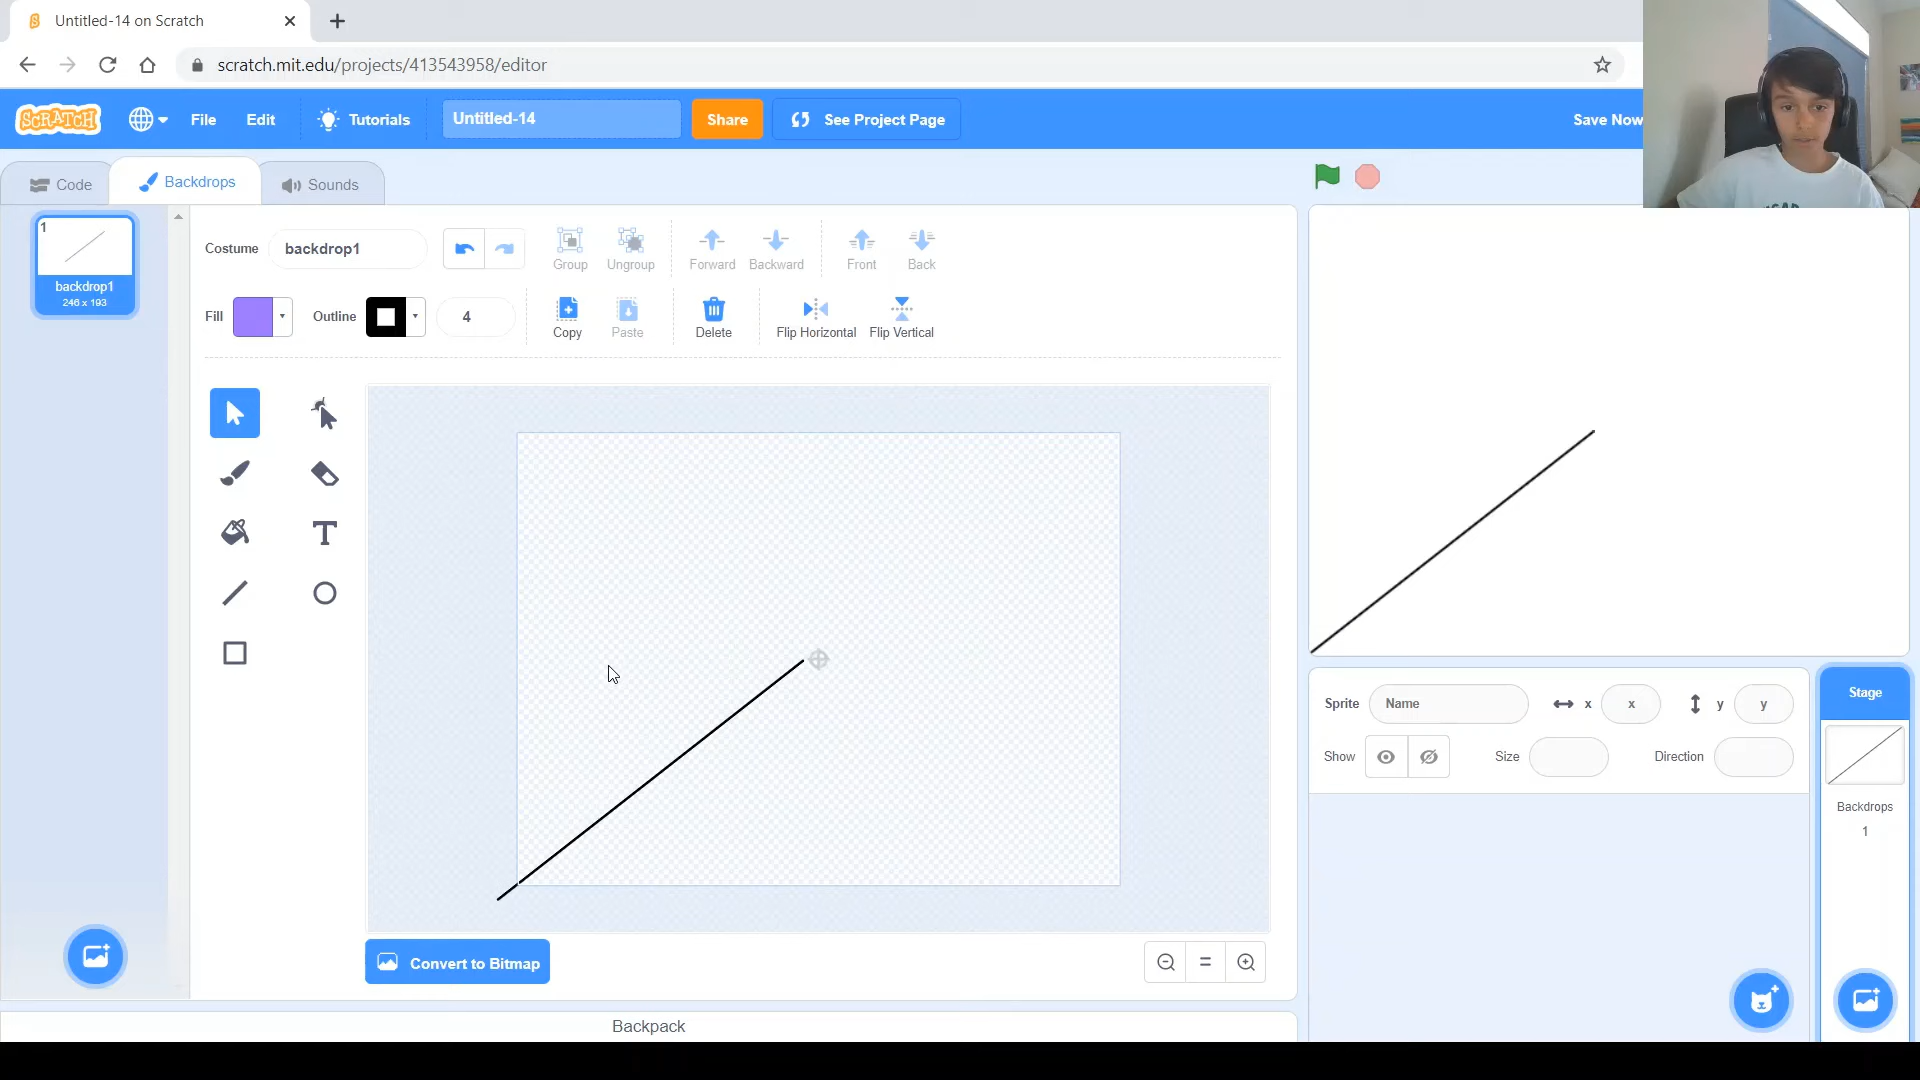 Untitled-14 on Scratch
scratch.mit.edu/projects/413543958/editor
SCRATCH File Edit Tutorials Untitled-14 Share See Project Page Save Now
Code Backdrops Sounds
1
backdrop1
246 x 193
Costume backdrop1 Group Ungroup Forward Backward Front Back
Fill Outline 4 Copy Paste Delete Flip Horizontal Flip Vertical
T
Convert to Bitmap
Backpack
Sprite Name x x y y
Show Size Direction
Stage
Backdrops
1